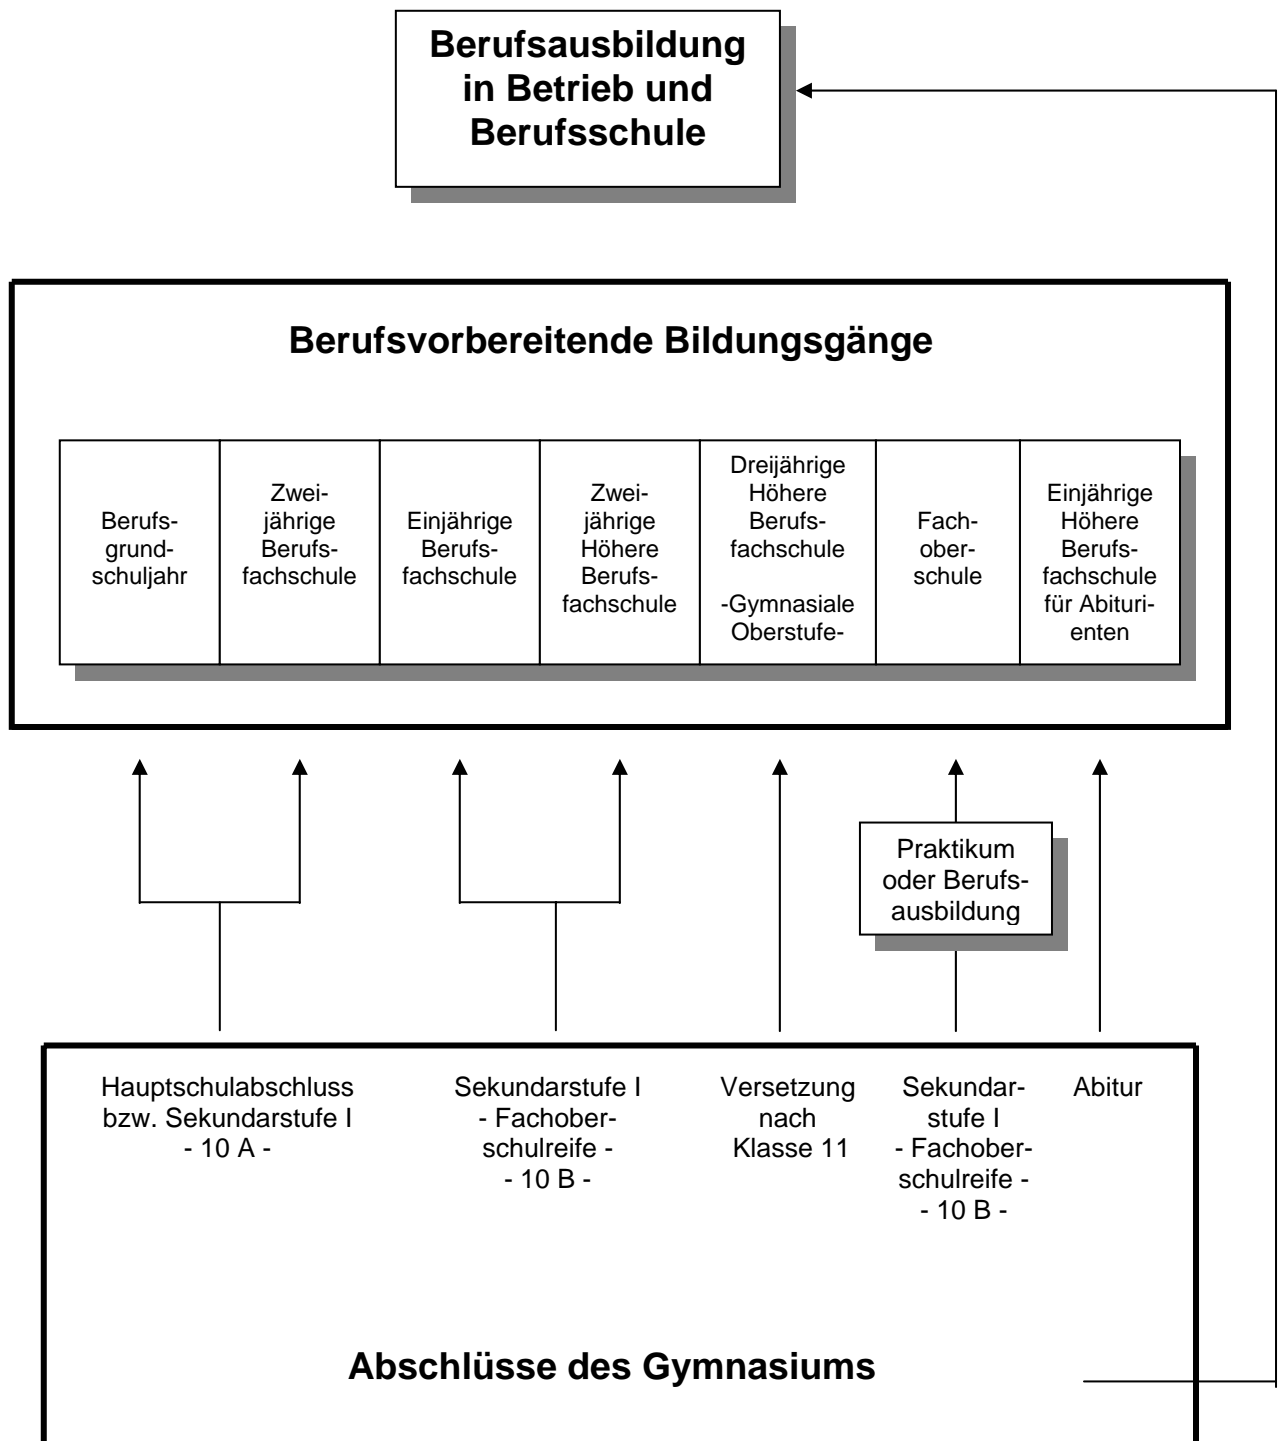 Berufsausbildung
in Betrieb und
Berufsschule
Berufsvorbereitende Bildungsgänge
Berufs-
grund-
schuljahr
Zwei-
jährige
Berufs-
fachschule
Einjährige
Berufs-
fachschule
Zwei-
jährige
Höhere
Berufs-
fachschule
Dreijährige
Höhere
Berufs-
fachschule
-Gymnasiale
Oberstufe-
Fach-
ober-
schule
Einjährige
Höhere
Berufs-
fachschule
für Abituri-
enten
Praktikum
oder Berufs-
ausbildung
Hauptschulabschluss
bzw. Sekundarstufe I
- 10 A -
Sekundarstufe I
- Fachober-
schulreife -
- 10 B -
Versetzung
nach
Klasse 11
Sekundar-
stufe I
- Fachober-
schulreife -
- 10 B -
Abitur
Abschlüsse des Gymnasiums